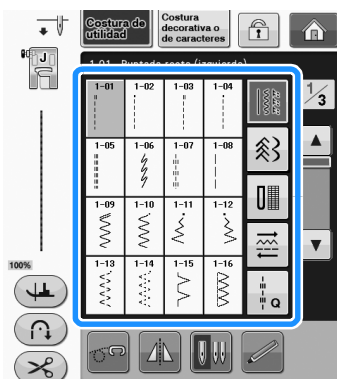 Costura de
utilidad
Costura
decorativa o
de caracteres
J
1-01 Puntada recta (izquierda)
1-01 1-02 1-03 1-04
1/3
1-05 1-06 1-07 1-08
1-09 1-10 1-11 1-12
100%
1-13 1-14 1-15 1-16
Q